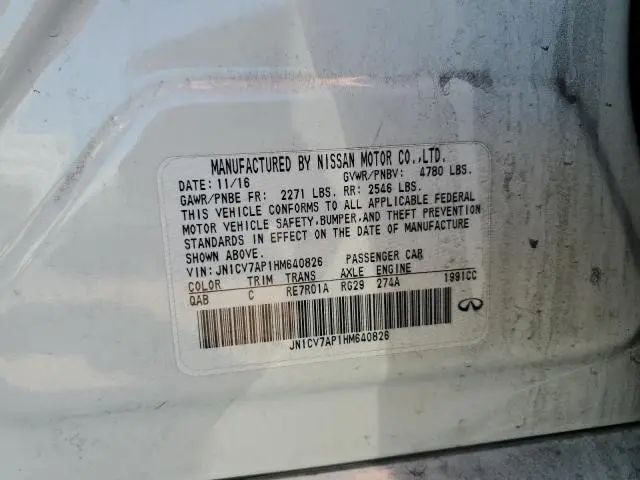 MANUFACTURED BY NISSAN MOTOR CO.,LTD.
DATE: 11/16 GVWR/PNBV: 4780 LBS.
GAWR/PNBE FR: 2271 LBS. RR: 2546 LBS.
THIS VEHICLE CONFORMS TO ALL APPLICABLE FEDERAL
MOTOR VEHICLE SAFETY,BUMPER,AND THEFT PREVENTION
STANDARDS IN EFFECT ON THE DATE OF MANUFACTURE
SHOWN ABOVE.
VIN: JN1CV7AP1HM640826 PASSENGER CAR
COLOR TRIM TRANS AXLE ENGINE
QAB C RE7R01A RG29 274A 1991CC
JN1CV7AP1HM640826